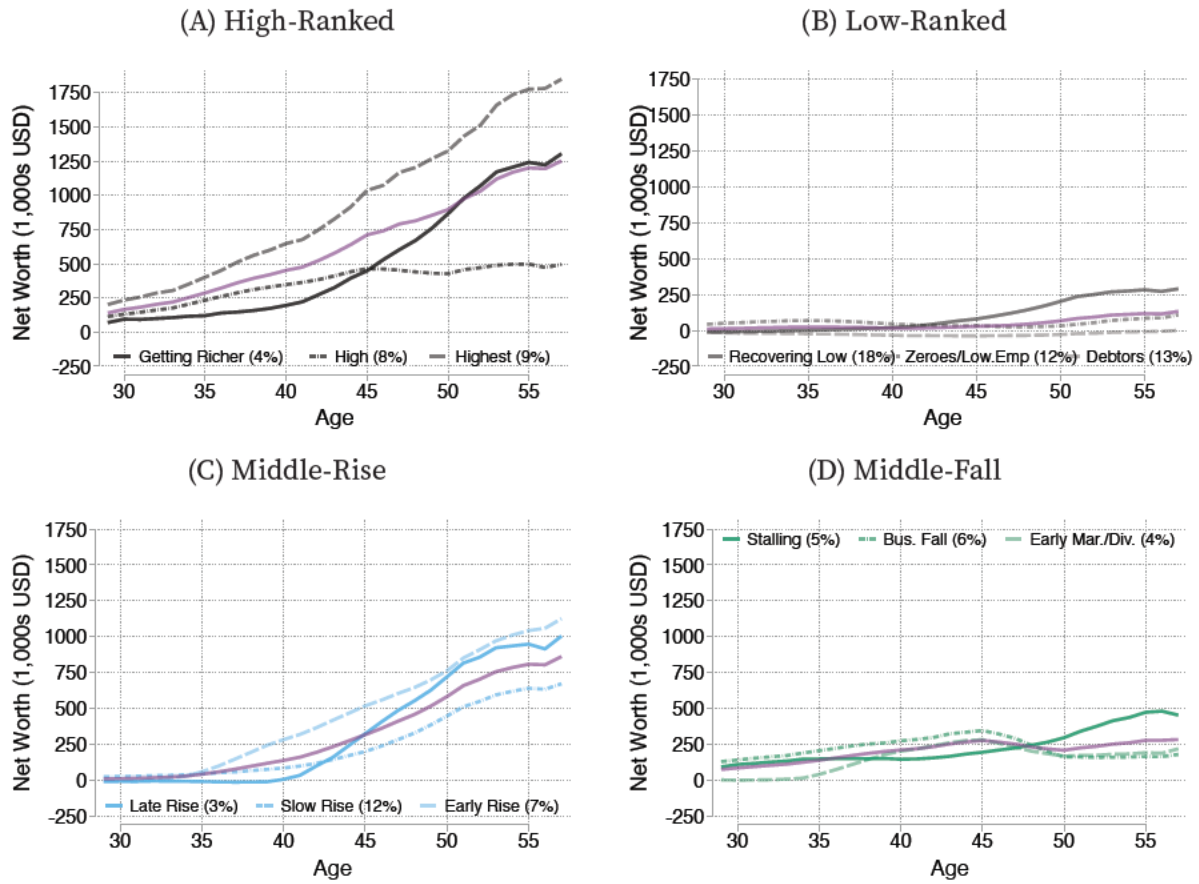 (A) High-Ranked
Net Worth (1,000s USD)
1750
1500
1250
1000
750
500
250
0
-250
Getting Richer (4%) High (8%) Highest (9%)
30 35 40 45 50 55
Age
(B) Low-Ranked
Net Worth (1,000s USD)
1750
1500
1250
1000
750
500
250
0
-250
Recovering Low (18%) Zeroes/Low.Emp (12%) Debtors (13%)
30 35 40 45 50 55
Age
(C) Middle-Rise
Net Worth (1,000s USD)
1750
1500
1250
1000
750
500
250
0
-250
Late Rise (3%) Slow Rise (12%) Early Rise (7%)
30 35 40 45 50 55
Age
(D) Middle-Fall
Net Worth (1,000s USD)
1750
Stalling (5%) Bus. Fall (6%) Early Mar./Div. (4%)
1500
1250
1000
750
500
250
0
-250
30 35 40 45 50 55
Age